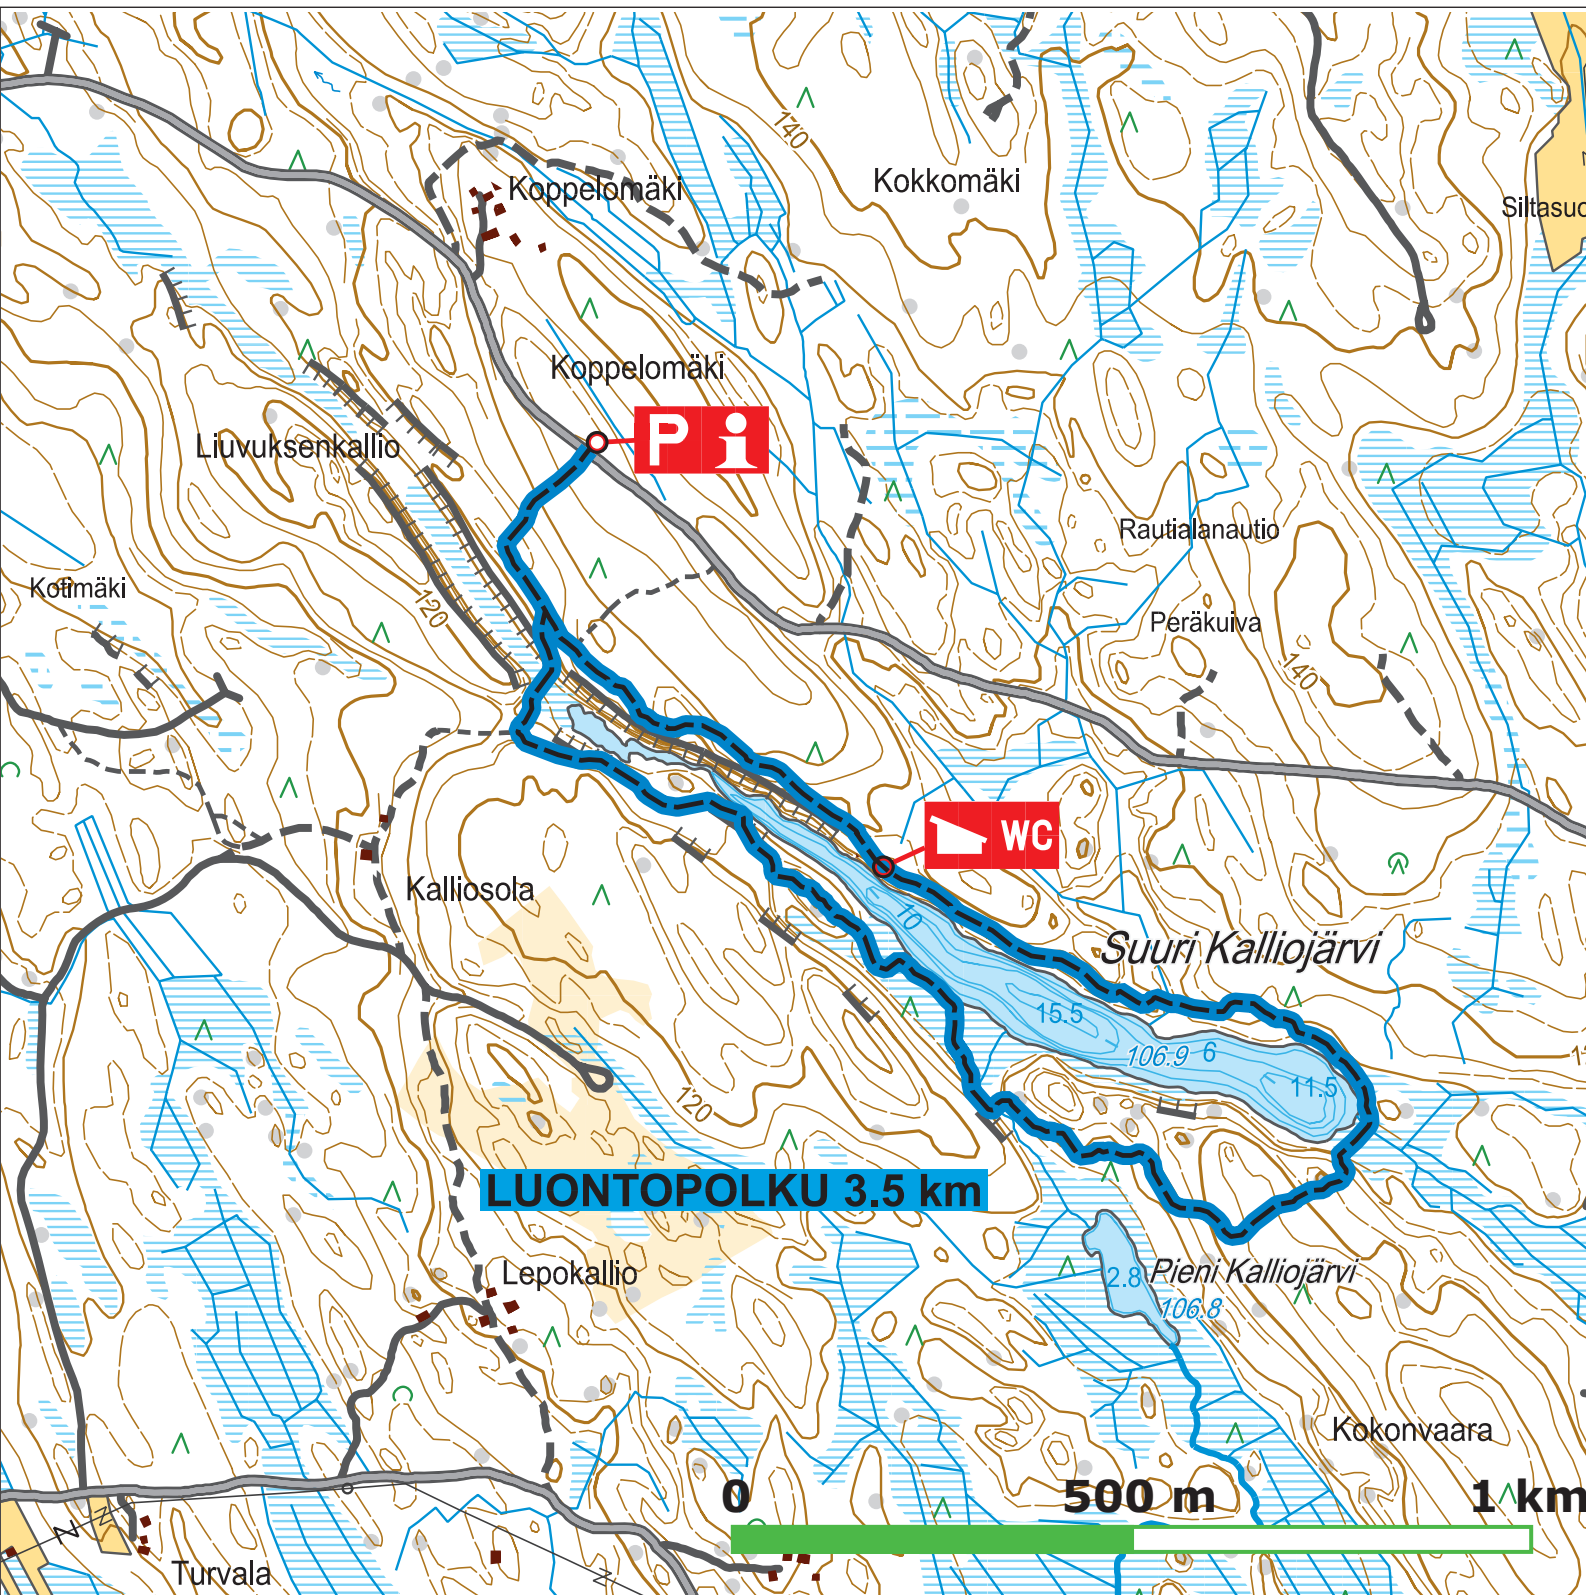 140
Kokkomäki
Koppelomäki
Siltasuo
Koppelomäki
P i
Liuvuksenkallio
Rautialanautio
Kotimäki
120
Peräkuiva
140
WC
Kalliosola
10
Suuri Kalliojärvi
15.5
106.9
6
11.5
120
LUONTOPOLKU 3.5 km
Lepokallio
2.8
Pieni Kalliojärvi
106.8
Kokonvaara
0
500 m
1 km
Turvala